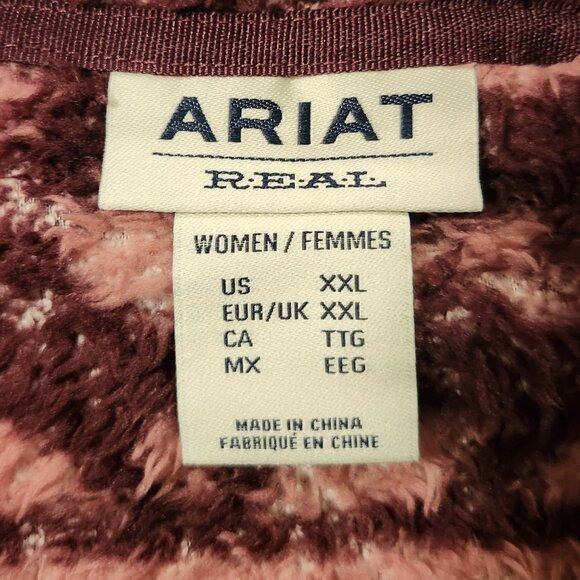 ARIAT
R·E·A·L
WOMEN / FEMMES
US XXL
EUR/UK XXL
CA TTG
MX EEG
MADE IN CHINA
FABRIQUÉ EN CHINE